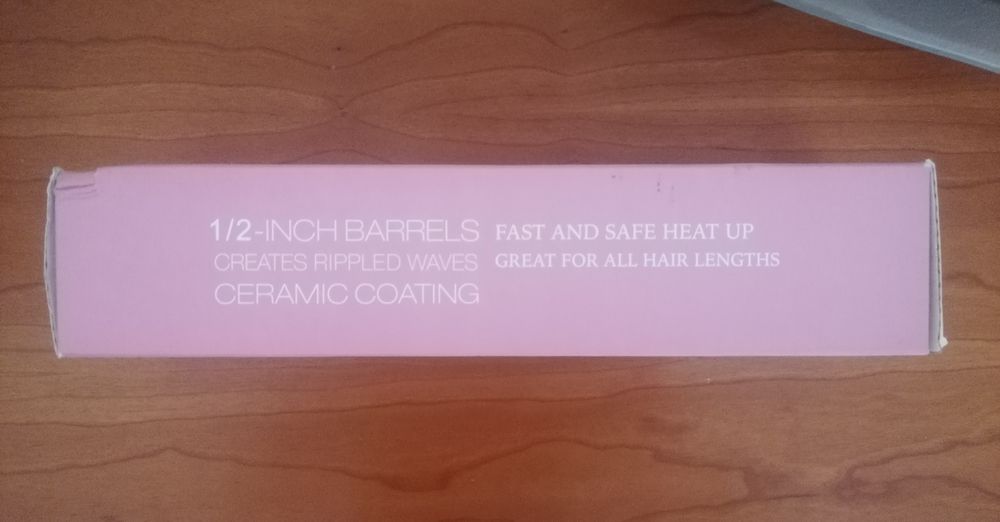 1/2-INCH BARRELS
CREATES RIPPLED WAVES
CERAMIC COATING
FAST AND SAFE HEAT UP
GREAT FOR ALL HAIR LENGTHS